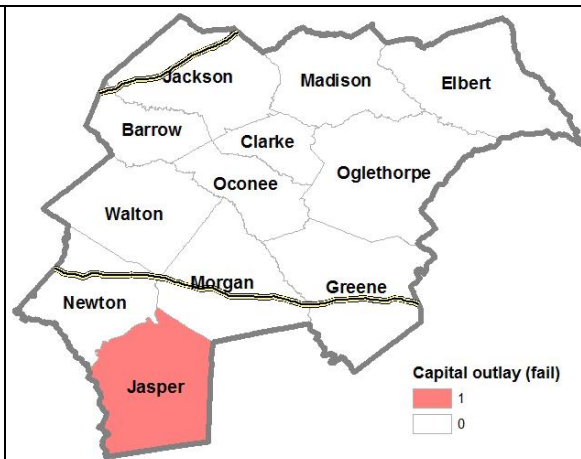 Jackson
Madison
Elbert
Barrow
Clarke
Oconee
Oglethorpe
Walton
Morgan
Greene
Newton
Jasper
Capital outlay (fail)
1
0